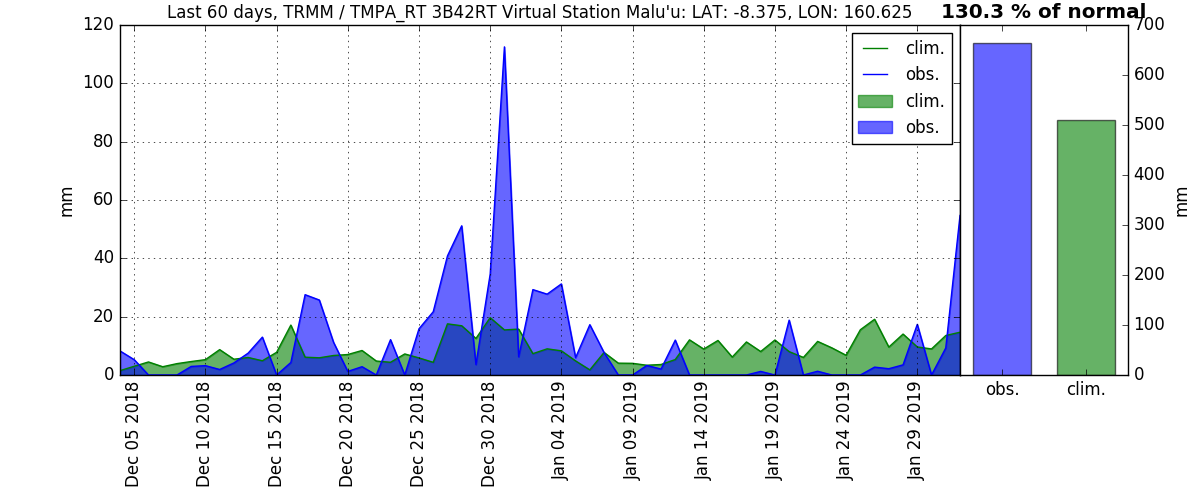 Last 60 days, TRMM / TMPA_RT 3B42RT Virtual Station Malu'u: LAT: -8.375, LON: 160.625
130.3 % of normal
120
100
80
60
40
20
0
mm
clim.
obs.
clim.
obs.
Dec 05 2018
Dec 10 2018
Dec 15 2018
Dec 20 2018
Dec 25 2018
Dec 30 2018
Jan 04 2019
Jan 09 2019
Jan 14 2019
Jan 19 2019
Jan 24 2019
Jan 29 2019
700
600
500
400
300
200
100
0
mm
obs.
clim.